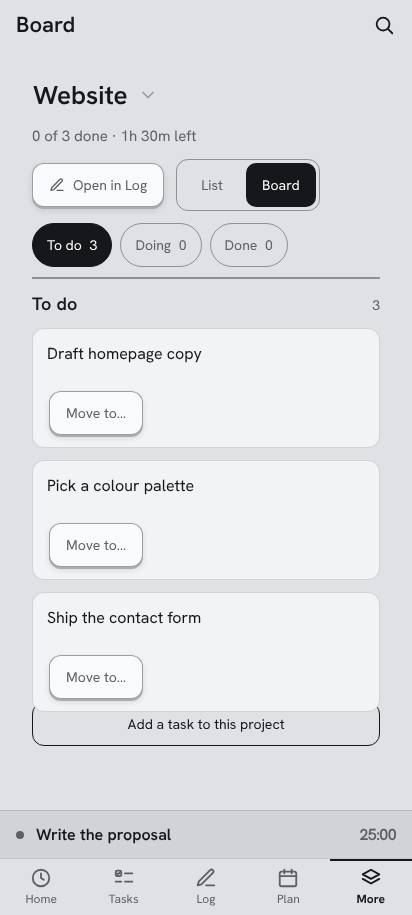 Board
Website
0 of 3 done · 1h 30m left
Open in Log
List
Board
To do 3
Doing 0
Done 0
To do 3
Draft homepage copy
Move to...
Pick a colour palette
Move to...
Ship the contact form
Move to...
Add a task to this project
Write the proposal 25:00
Home
Tasks
Log
Plan
More